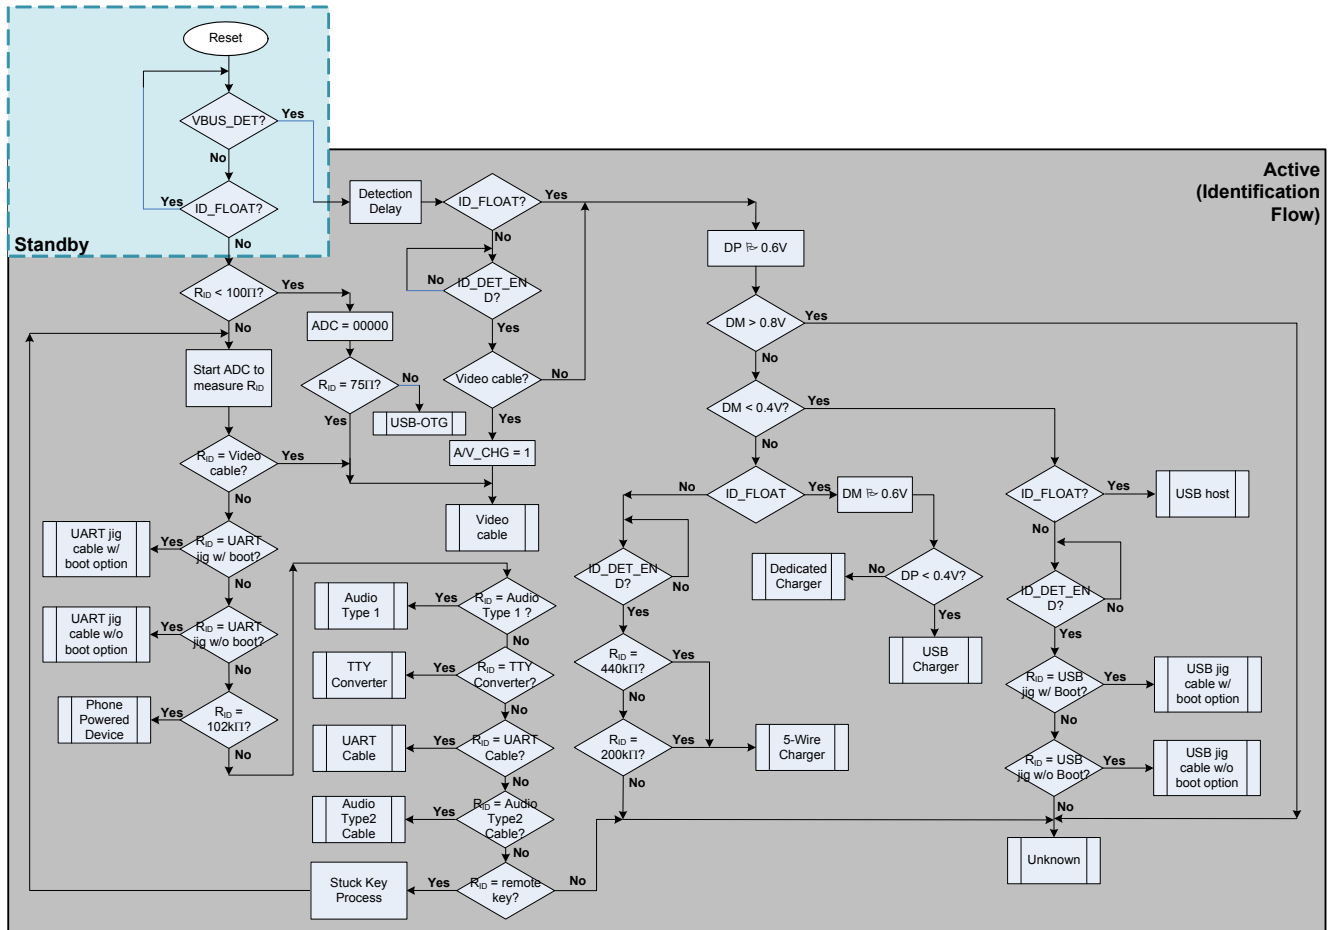 Reset
VBUS_DET?
Yes
No
ID_FLOAT?
Yes
No
Standby
Active
(Identification
Flow)
Detection
Delay
ID_FLOAT?
Yes
No
ID_DET_EN
D?
No
Yes
Video cable?
No
Yes
A/V_CHG = 1
Video
cable
RID < 100Π?
Yes
No
ADC = 00000
RID = 75Π?
No
Yes
USB-OTG
Start ADC to
measure RID
RID = Video
cable?
Yes
No
RID = UART
jig w/ boot?
Yes
No
UART jig
cable w/
boot option
RID = UART
jig w/o boot?
Yes
No
UART jig
cable w/o
boot option
RID =
102kΠ?
Yes
No
Phone
Powered
Device
RID = Audio
Type 1 ?
Yes
No
Audio
Type 1
RID = TTY
Converter?
Yes
No
TTY
Converter
RID = UART
Cable?
Yes
No
UART
Cable
RID = Audio
Type2
Cable?
Yes
No
Audio
Type2
Cable
RID = remote
key?
Yes
No
Stuck Key
Process
DP 0.6V
DM > 0.8V
Yes
No
DM < 0.4V?
Yes
No
ID_FLOAT
No
Yes
DM 0.6V
DP < 0.4V?
No
Yes
Dedicated
Charger
USB
Charger
ID_DET_EN
D?
No
Yes
RID =
440kΠ?
Yes
No
RID =
200kΠ?
Yes
No
5-Wire
Charger
ID_FLOAT?
Yes
No
USB host
ID_DET_EN
D?
No
Yes
RID = USB
jig w/ Boot?
Yes
No
USB jig
cable w/
boot option
RID = USB
jig w/o Boot?
Yes
No
USB jig
cable w/o
boot option
Unknown